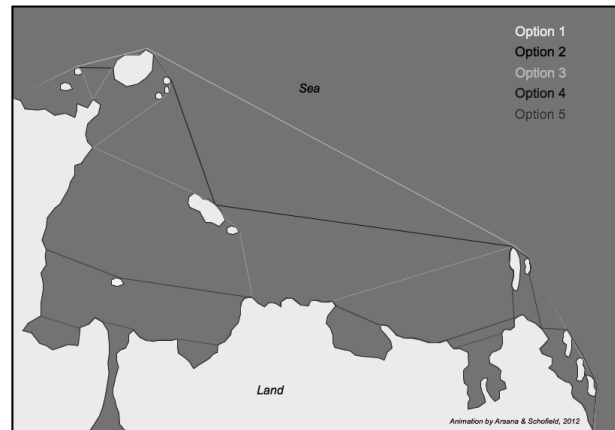 Option 1
Option 2
Sea
Option 3
Option 4
Option 5
Land
Animation by Arsana & Schofield, 2012